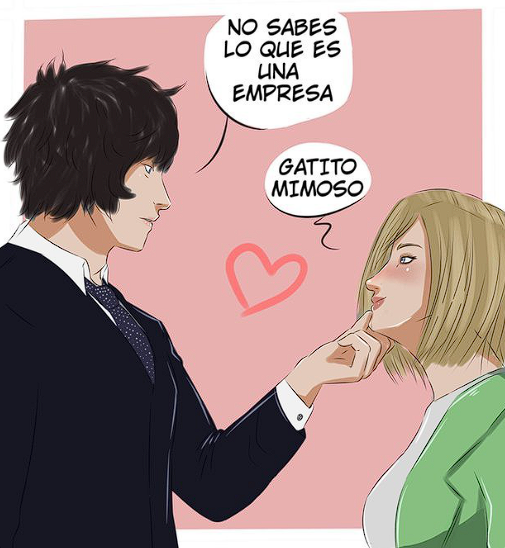 NO SABES
LO QUE ES
UNA
EMPRESA
GATITO
MIMOSO